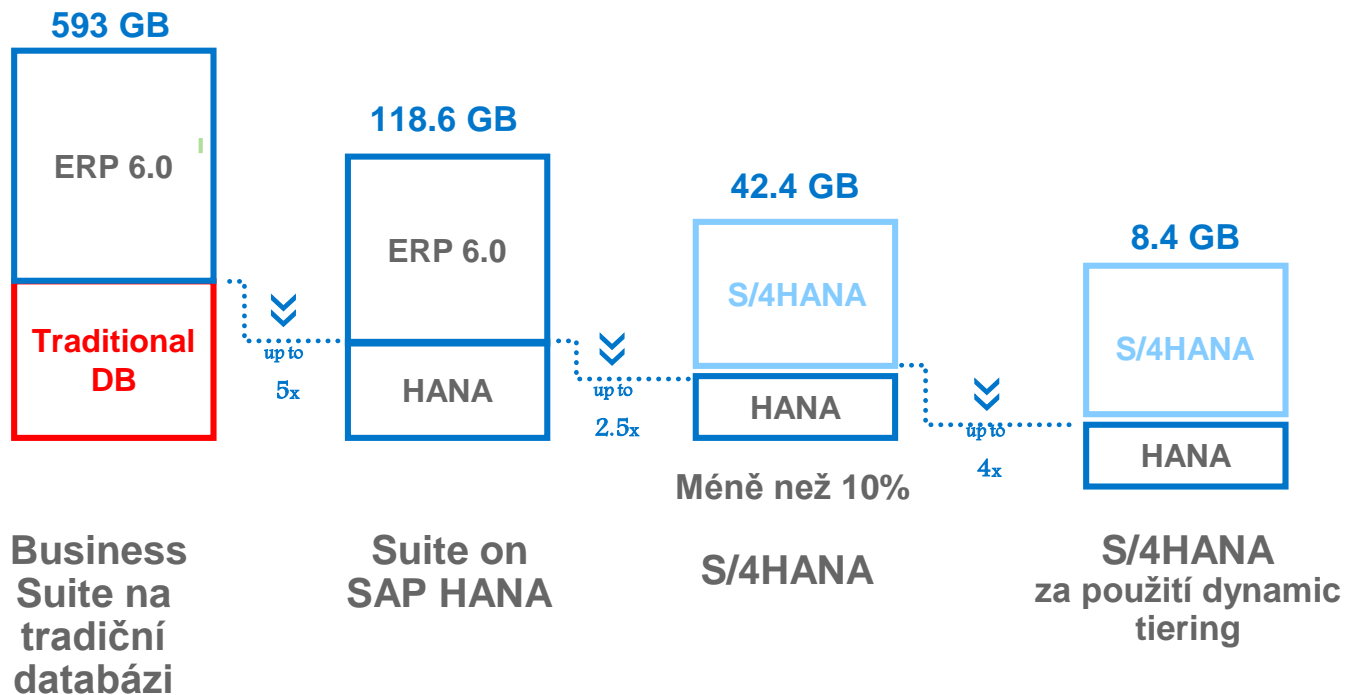 593 GB
ERP 6.0
Traditional
DB
up to
5x
118.6 GB
ERP 6.0
HANA
up to
2.5x
42.4 GB
S/4HANA
HANA
Méně než 10%
up to
4x
8.4 GB
S/4HANA
HANA
Business
Suite na
tradiční
databázi
Suite on
SAP HANA
S/4HANA
S/4HANA
za použití dynamic
tiering